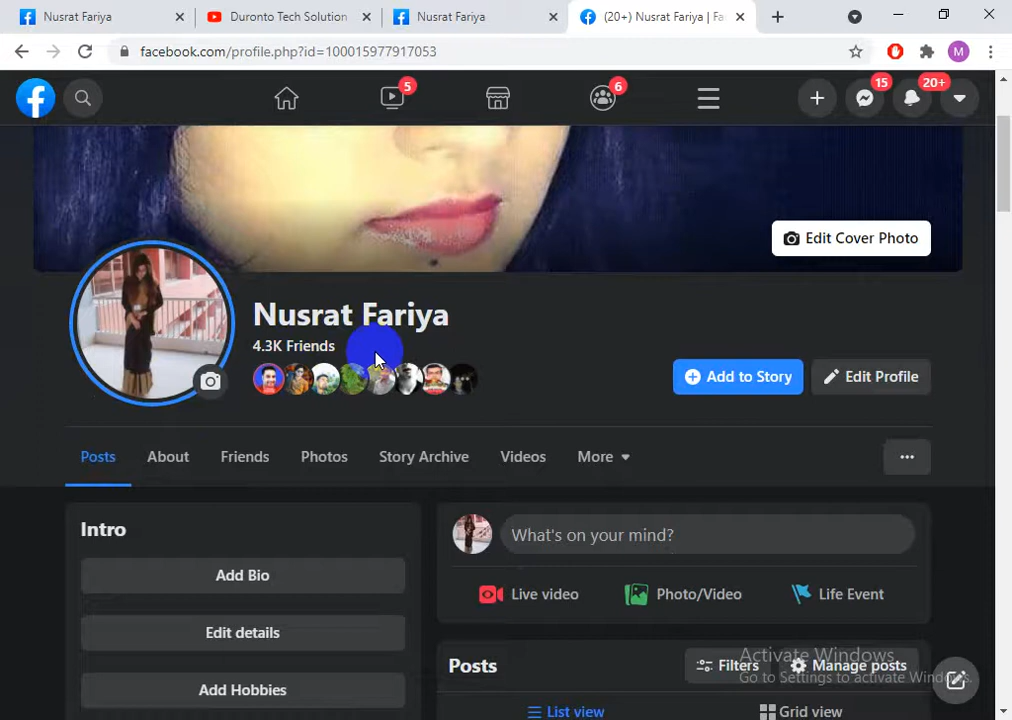 Nusrat Fariya
Duronto Tech Solution
Nusrat Fariya
(20+) Nusrat Fariya | Fa
facebook.com/profile.php?id=100015977917053
M
5
6
15
20+
Edit Cover Photo
Nusrat Fariya
4.3K Friends
Add to Story
Edit Profile
Posts
About
Friends
Photos
Story Archive
Videos
More
Intro
Add Bio
Edit details
Add Hobbies
What's on your mind?
Live video
Photo/Video
Life Event
Posts
Filters
Manage posts
List view
Grid view
Activate Windows
Go to Settings to activate Windows.